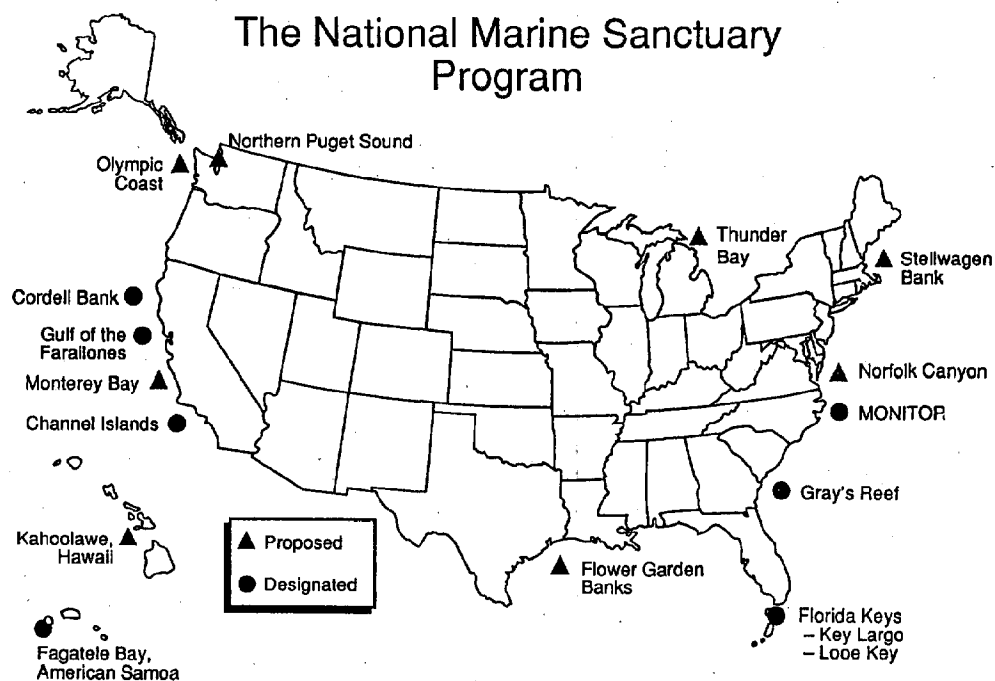 The National Marine Sanctuary
Program
Northern Puget Sound
Olympic
Coast
Thunder
Bay
Stellwagen
Bank
Cordell Bank
Gulf of the
Farallones
Monterey Bay
Channel Islands
Norfolk Canyon
MONITOR
Gray's Reef
Kahoolawe,
Hawaii
Proposed
Designated
Flower Garden
Banks
Florida Keys
– Key Largo
– Looe Key
Fagatele Bay,
American Samoa